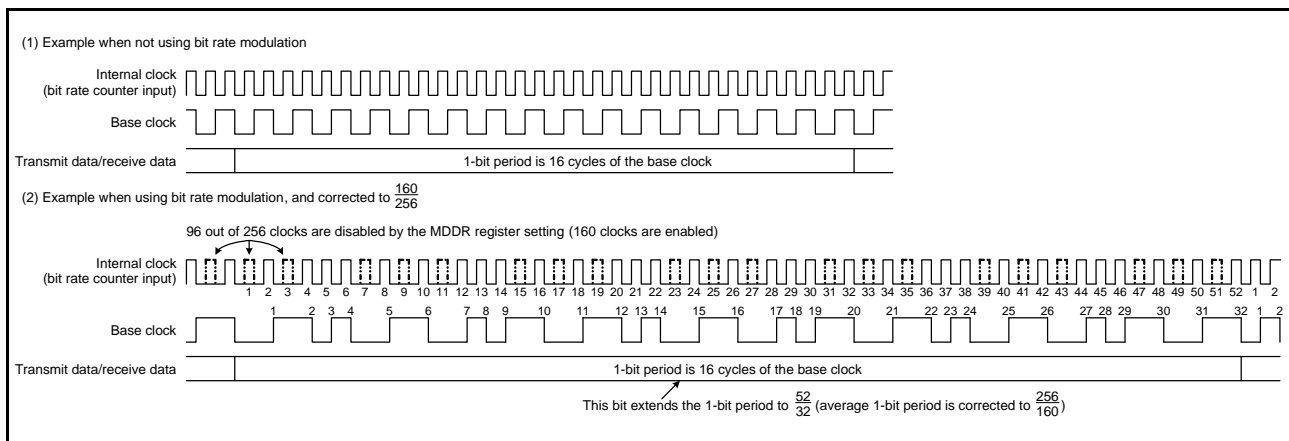 (1) Example when not using bit rate modulation
Internal clock
(bit rate counter input)
Base clock
Transmit data/receive data
1-bit period is 16 cycles of the base clock
(2) Example when using bit rate modulation, and corrected to 160/256
96 out of 256 clocks are disabled by the MDDR register setting (160 clocks are enabled)
Internal clock
(bit rate counter input)
1 2 3 4 5 6 7 8 9 10 11 12 13 14 15 16 17 18 19 20 21 22 23 24 25 26 27 28 29 30 31 32 33 34 35 36 37 38 39 40 41 42 43 44 45 46 47 48 49 50 51 52 1 2
Base clock
1 2 3 4 5 6 7 8 9 10 11 12 13 14 15 16 17 18 19 20 21 22 23 24 25 26 27 28 29 30 31 32 1 2
Transmit data/receive data
1-bit period is 16 cycles of the base clock
This bit extends the 1-bit period to 52/32 (average 1-bit period is corrected to 256/160)